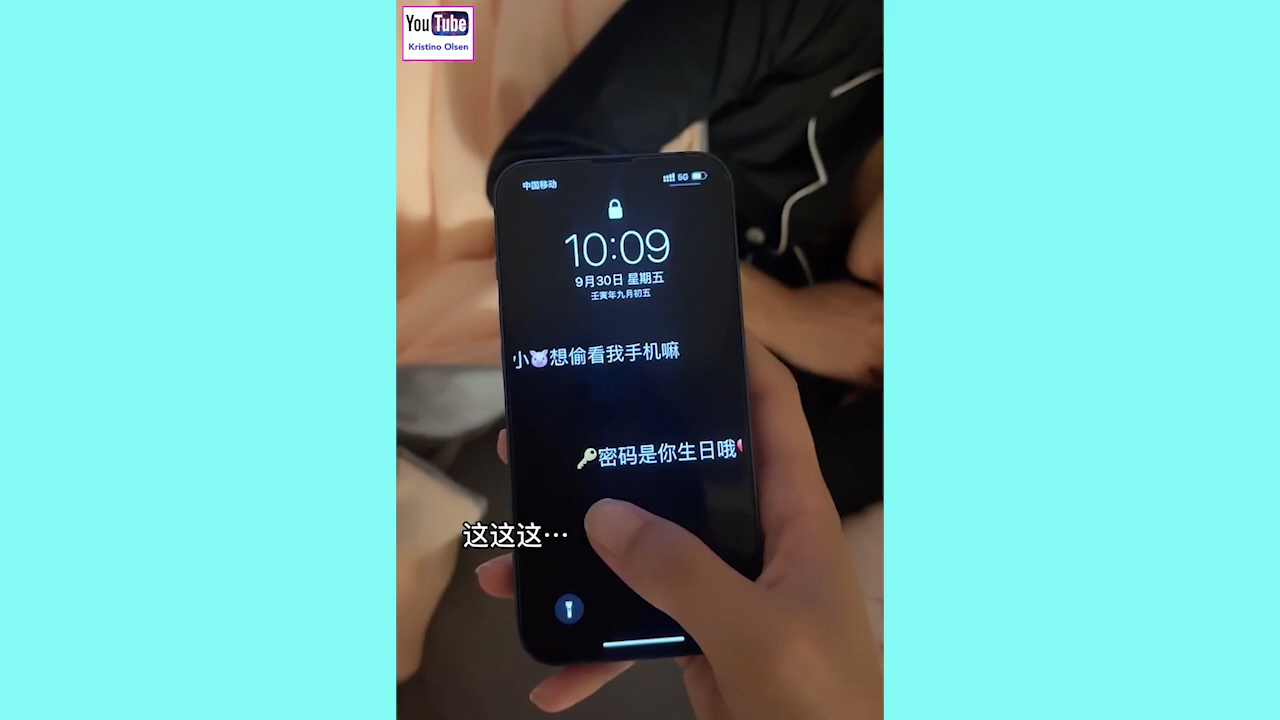 YouTube
Kristino Olsen
中国移动
5G
10:09
9月30日 星期五
壬寅年九月初五
小🐷想偷看我手机嘛
🔑密码是你生日哦
这这这…